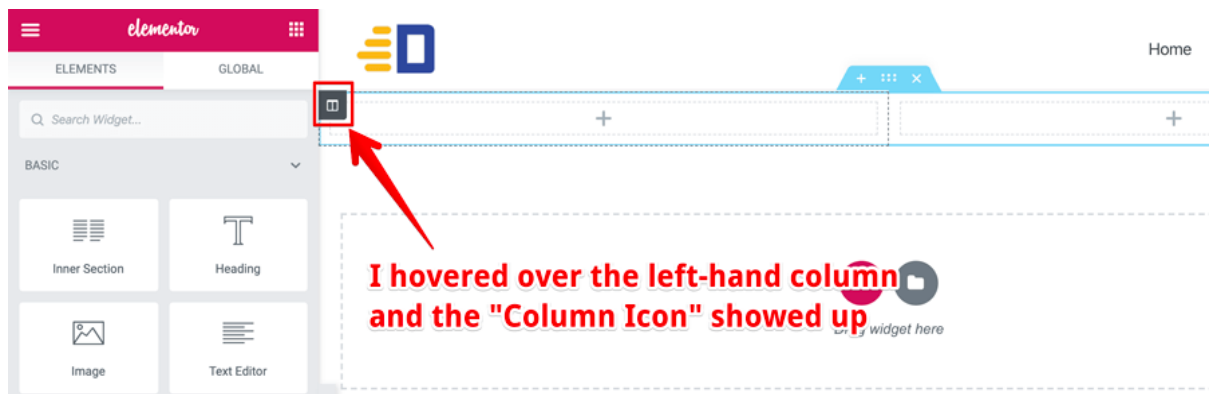 elementor
Home
ELEMENTS GLOBAL
Search Widget...
BASIC
Inner Section Heading
I hovered over the left-hand column
and the "Column Icon" showed up
widget here
Image Text Editor